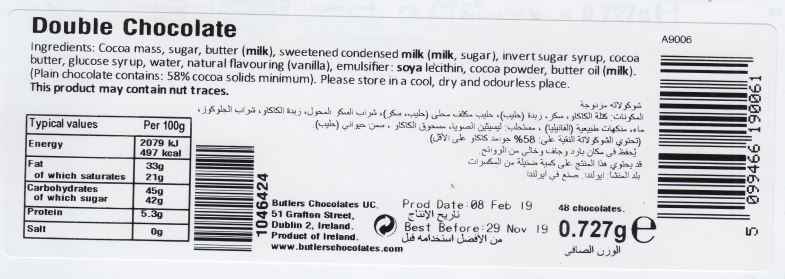 Double Chocolate
Ingredients: Cocoa mass, sugar, butter (milk), sweetened condensed milk (milk, sugar), invert sugar syrup, cocoa
butter, glucose syrup, water, natural flavouring (vanilla), emulsifier: soya lécithin, cocoa powder, butter oil (milk).
(Plain chocolate contains: 58% cocoa solids minimum). Please store in a cool, dry and odourless place.
This product may contain nut traces.
A9006
شوكولاته مزدوجة
المكونات: كتلة الكاكاو، سكر، زبدة (حليب)، حليب مكثف محلى (حليب، سكر)، شراب السكر المحول، زبدة الكاكاو، شراب الجلوكوز،
ماء، منكهات طبيعية (الفانيليا) ، مستحلب: ليسيثين الصويا، مسحوق الكاكاو ، سمن حيواني (حليب)
(تحتوي الشوكولاتة النقية على: 58% جوامد كاكاو على الأقل)
يُحفظ في مكان بارد وجاف وخالي من الروائح.
قد يحتوي هذا المنتج على كمية ضئيلة من المكسرات
بلد المنشأ: ايرلندا. صنع في ايرلندا.
Typical values Per 100g
Energy 2079 kJ
497 kcal
Fat 33g
of which saturates 21g
Carbohydrates 45g
of which sugar 42g
Protein 5.3g
Salt 0g
1046424
Butlers Chocolates UC,
51 Grafton Street,
Dublin 2, Ireland.
Product of Ireland.
www.butlerschocolates.com
Prod Date: 08 Feb 19
تاريخ الإنتاج
Best Before: 29 Nov 19
من الافضل استخدامه قبل
48 chocolates.
0.727g e
الوزن الصافي
5 099466 190061